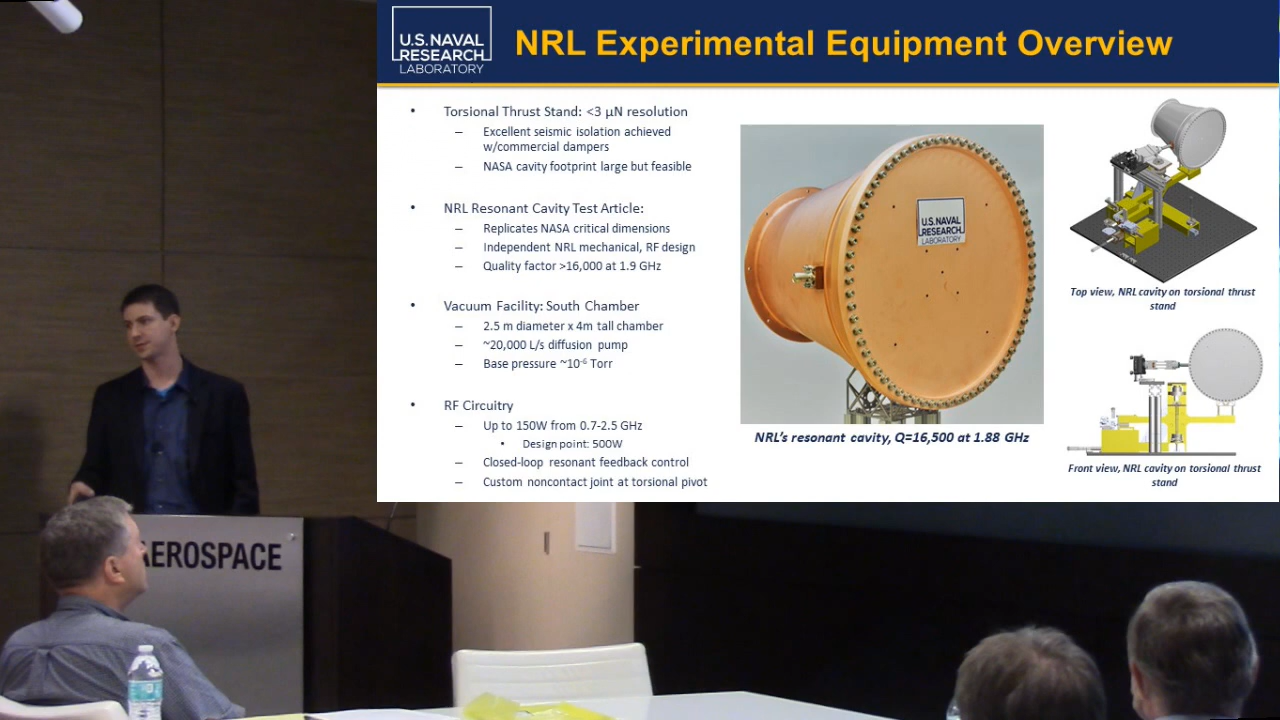 U.S. NAVAL
RESEARCH
LABORATORY
NRL Experimental Equipment Overview
• Torsional Thrust Stand: <3 µN resolution
– Excellent seismic isolation achieved
w/commercial dampers
– NASA cavity footprint large but feasible
• NRL Resonant Cavity Test Article:
– Replicates NASA critical dimensions
– Independent NRL mechanical, RF design
– Quality factor >16,000 at 1.9 GHz
• Vacuum Facility: South Chamber
– 2.5 m diameter x 4m tall chamber
– ~20,000 L/s diffusion pump
– Base pressure ~10⁻⁶ Torr
• RF Circuitry
– Up to 150W from 0.7-2.5 GHz
• Design point: 500W
– Closed-loop resonant feedback control
– Custom noncontact joint at torsional pivot
U.S. NAVAL
RESEARCH
LABORATORY
NRL's resonant cavity, Q=16,500 at 1.88 GHz
Top view, NRL cavity on torsional thrust
stand
Front view, NRL cavity on torsional thrust
stand
AEROSPACE